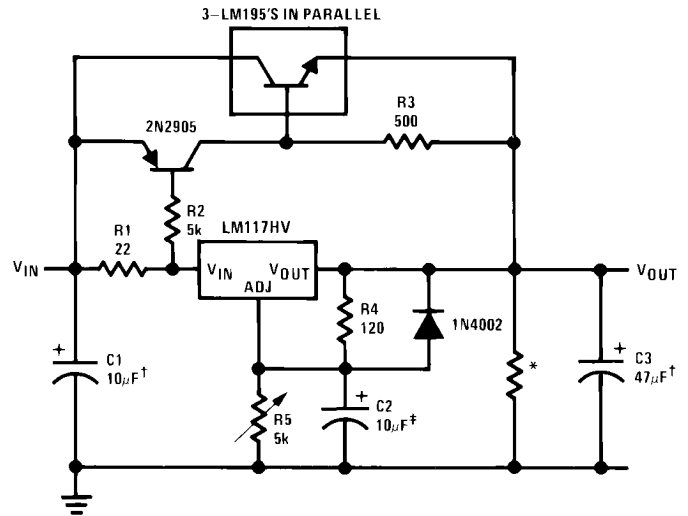 3–LM195'S IN PARALLEL
R3
500
2N2905
R2
5k
LM117HV
R1
22
VIN
VIN
VOUT
ADJ
VOUT
R4
120
1N4002
*
+
C1
10μF†
+
C3
47μF†
+
C2
10μF‡
R5
5k